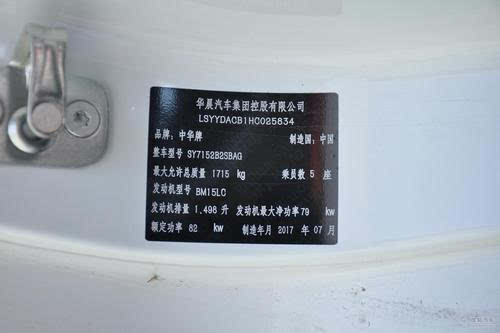 华晨汽车集团控股有限公司
LSYYDACB1HC025834
品牌：中华牌 制造国：中国
整车型号 SY7152B2SBAG
最大允许总质量 1715 kg 乘员数 5 座
发动机型号 BM15LC
发动机排量 1.498 升 发动机最大净功率 79 kw
额定功率 82 kw 制造年月 2017 年 07 月